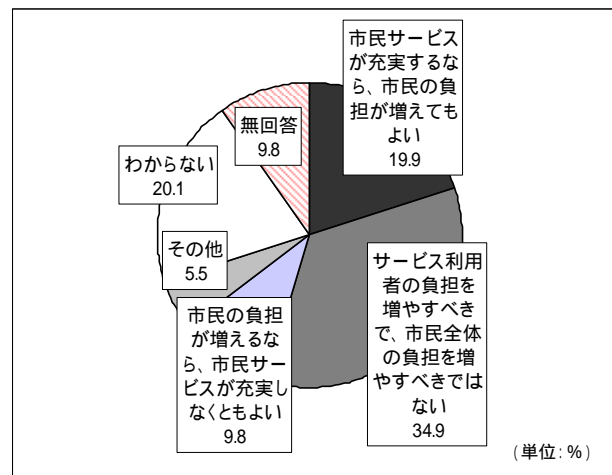 市民サービス
が充実するな
ら、市民の負
担が増えても
よい
19.9
サービス利用
者の負担を
増やすべき
で、市民全体
の負担を増
やすべきでは
ない
34.9
市民の負担
が増えるな
ら、市民サー
ビスが充実し
なくともよい
9.8
その他
5.5
わからない
20.1
無回答
9.8
(単位：%)